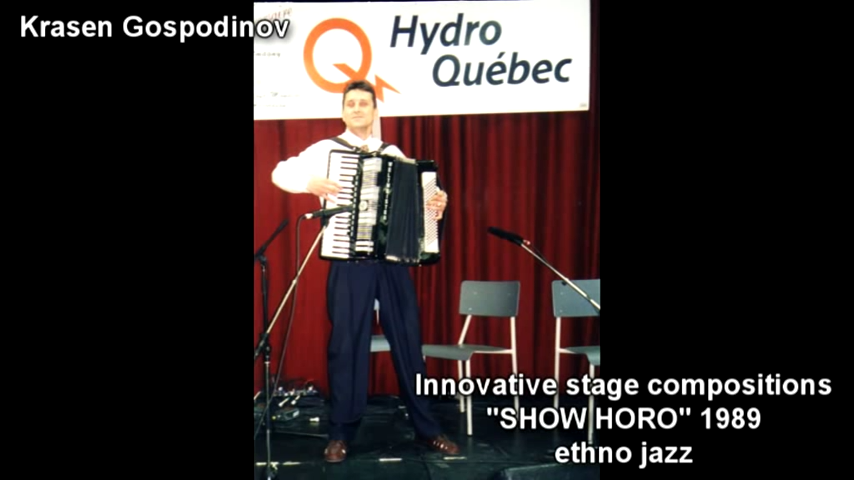 Krasen Gospodinov
Hydro
Québec
Innovative stage compositions
"SHOW HORO" 1989
ethno jazz